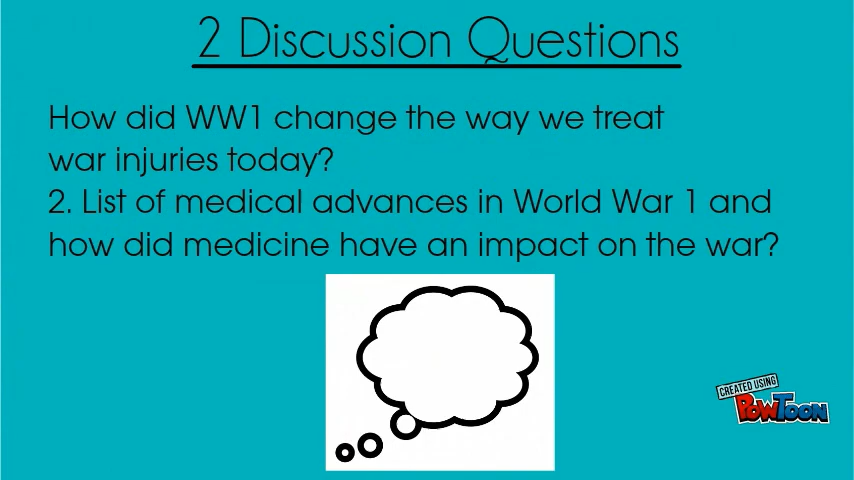 2 Discussion Questions
How did WW1 change the way we treat
war injuries today?
2. List of medical advances in World War 1 and
how did medicine have an impact on the war?
CREATED USING
POWTOON